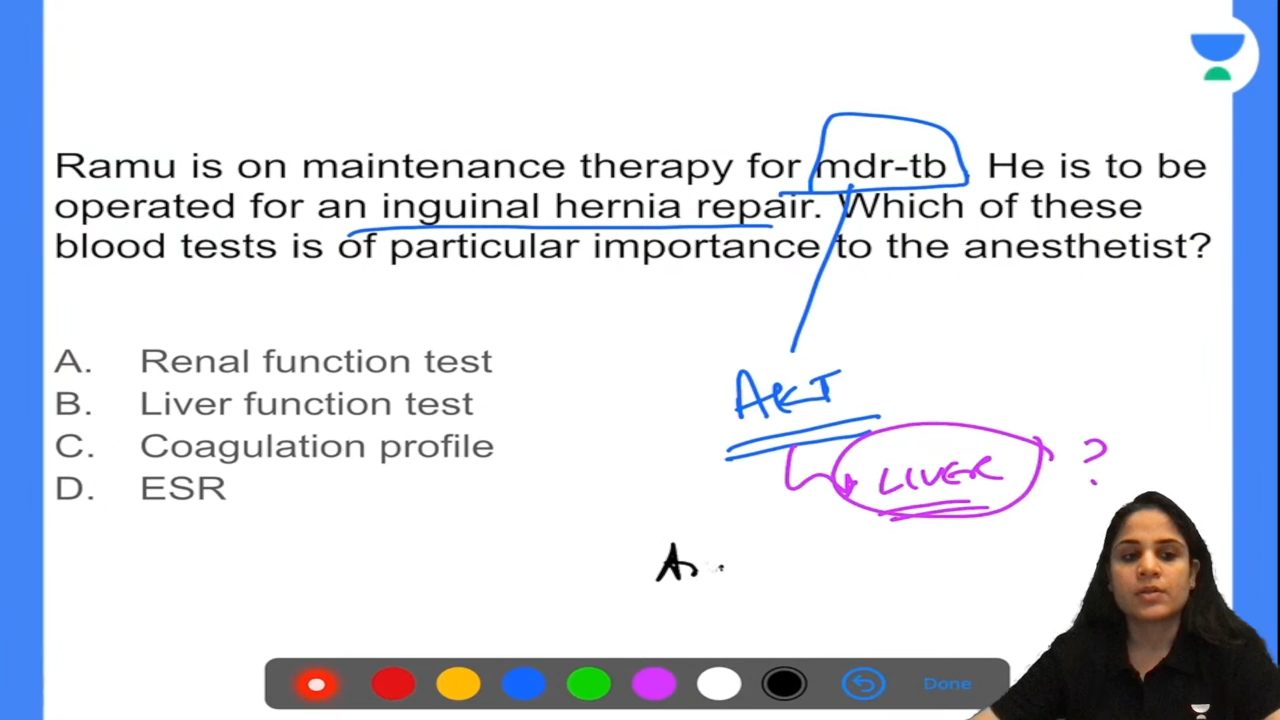 Ramu is on maintenance therapy for mdr-tb He is to be
operated for an inguinal hernia repair. Which of these
blood tests is of particular importance to the anesthetist?
A. Renal function test
B. Liver function test
C. Coagulation profile
D. ESR
AKT
LIVER ?
Done